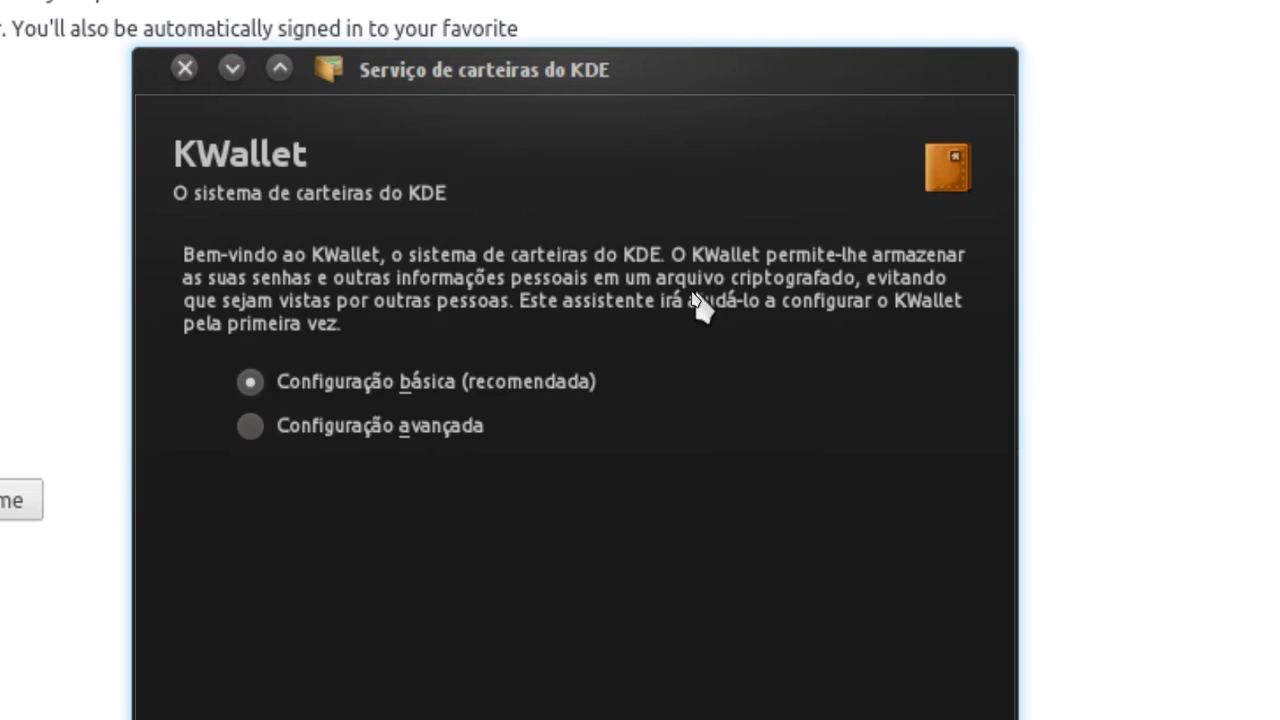 . You'll also be automatically signed in to your favorite
Serviço de carteiras do KDE
KWallet
O sistema de carteiras do KDE
Bem-vindo ao KWallet, o sistema de carteiras do KDE. O KWallet permite-lhe armazenar
as suas senhas e outras informações pessoais em um arquivo criptografado, evitando
que sejam vistas por outras pessoas. Este assistente irá ajudá-lo a configurar o KWallet
pela primeira vez.
Configuração básica (recomendada)
Configuração avançada
me